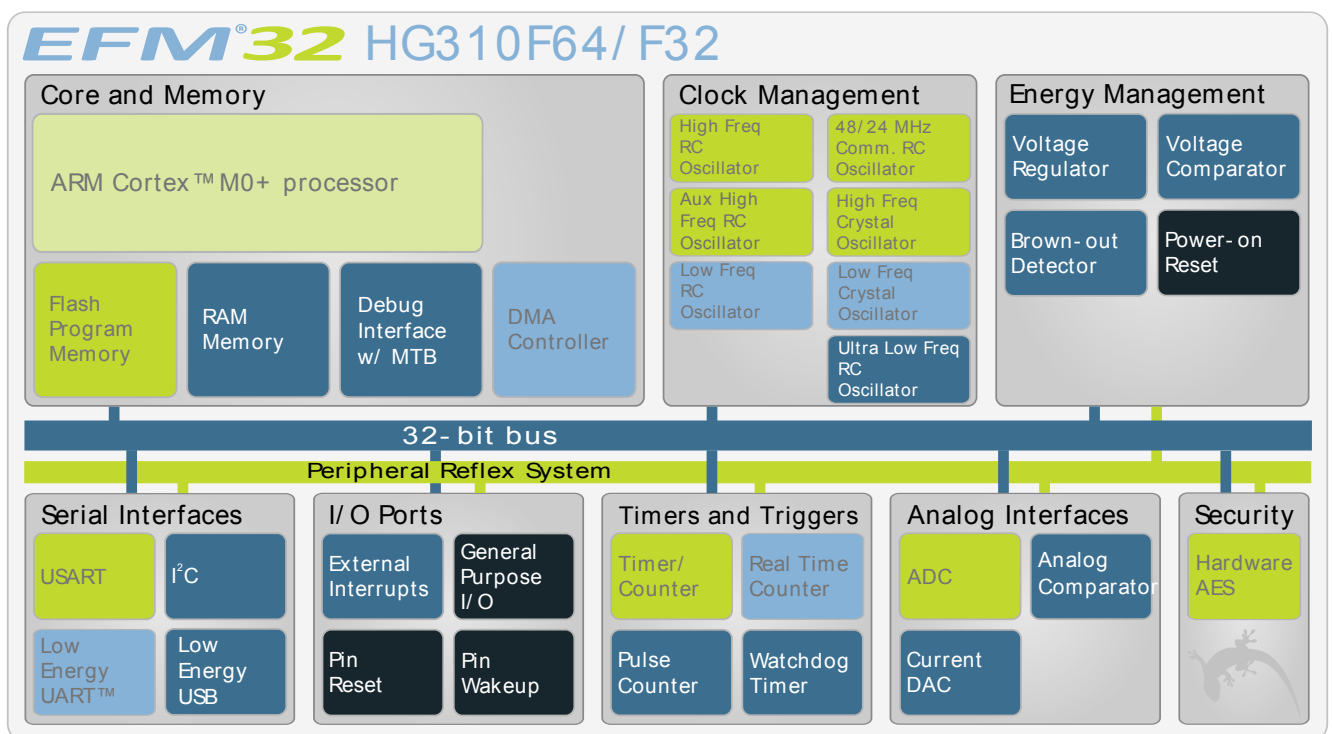 EFM®32 HG310F64/F32
Core and Memory
ARM Cortex™ M0+ processor
Flash
Program
Memory
RAM
Memory
Debug
Interface
w/ MTB
DMA
Controller
Clock Management
High Freq
RC
Oscillator
48/24 MHz
Comm. RC
Oscillator
Aux High
Freq RC
Oscillator
High Freq
Crystal
Oscillator
Low Freq
RC
Oscillator
Low Freq
Crystal
Oscillator
Ultra Low Freq
RC
Oscillator
Energy Management
Voltage
Regulator
Voltage
Comparator
Brown-out
Detector
Power-on
Reset
32-bit bus
Peripheral Reflex System
Serial Interfaces
USART
I²C
Low
Energy
UART™
Low
Energy
USB
I/O Ports
External
Interrupts
General
Purpose
I/O
Pin
Reset
Pin
Wakeup
Timers and Triggers
Timer/
Counter
Real Time
Counter
Pulse
Counter
Watchdog
Timer
Analog Interfaces
ADC
Analog
Comparator
Current
DAC
Security
Hardware
AES